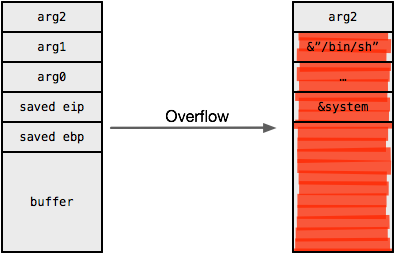 arg2
arg1
arg0
saved eip
saved ebp
buffer
Overflow
arg2
&"/bin/sh"
…
&system